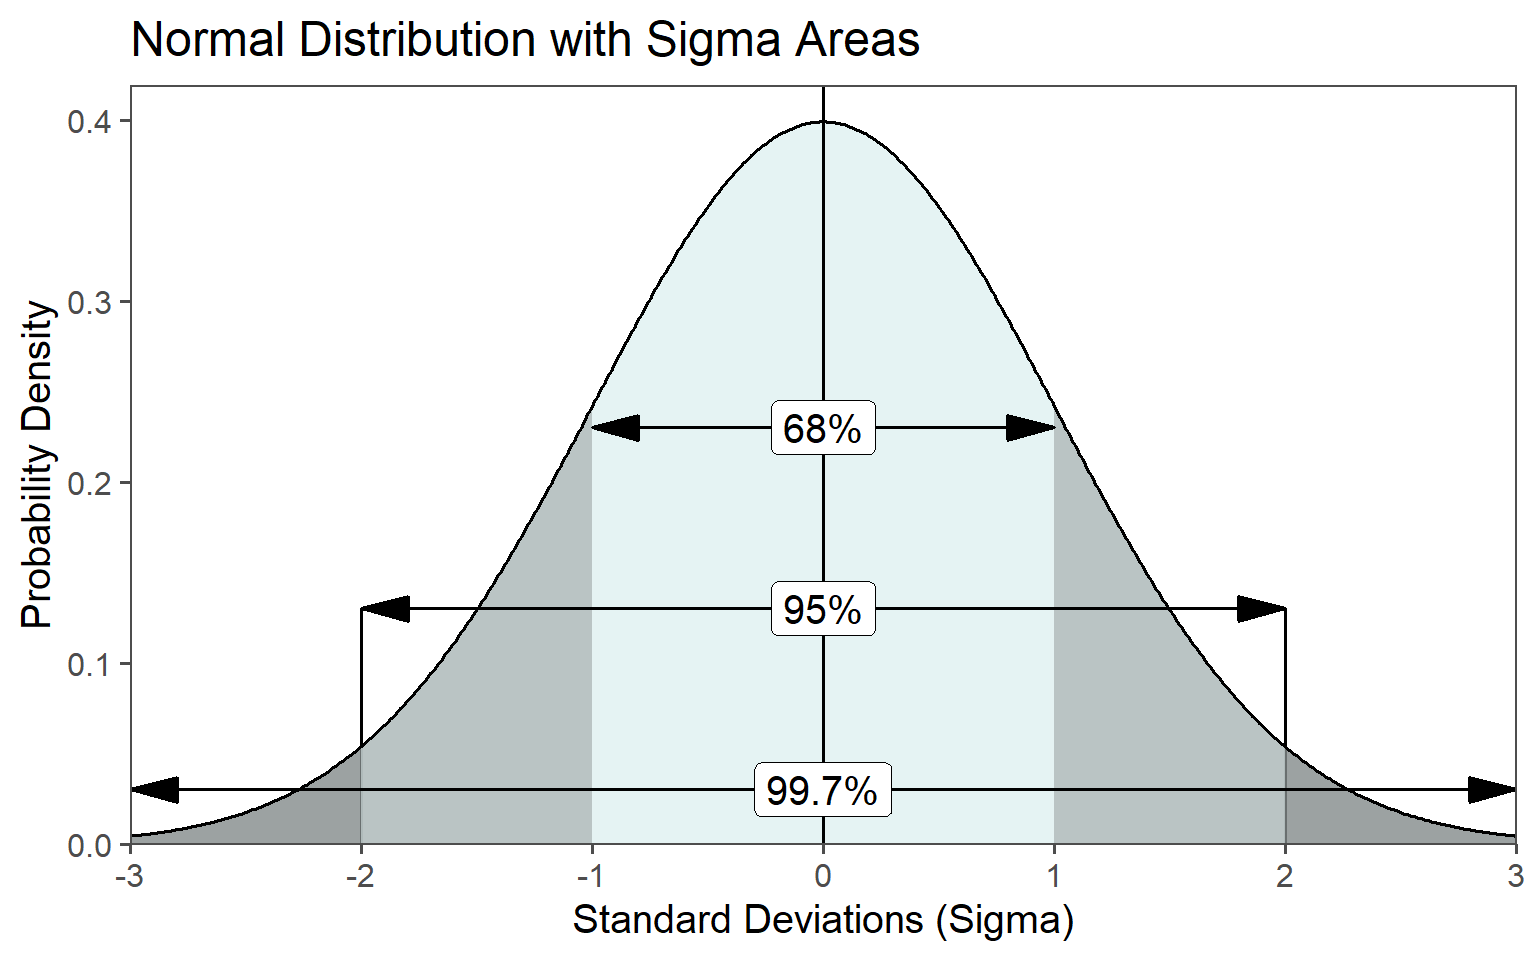 Normal Distribution with Sigma Areas
Probability Density
0.4
0.3
0.2
0.1
0.0
68%
95%
99.7%
-3 -2 -1 0 1 2 3
Standard Deviations (Sigma)